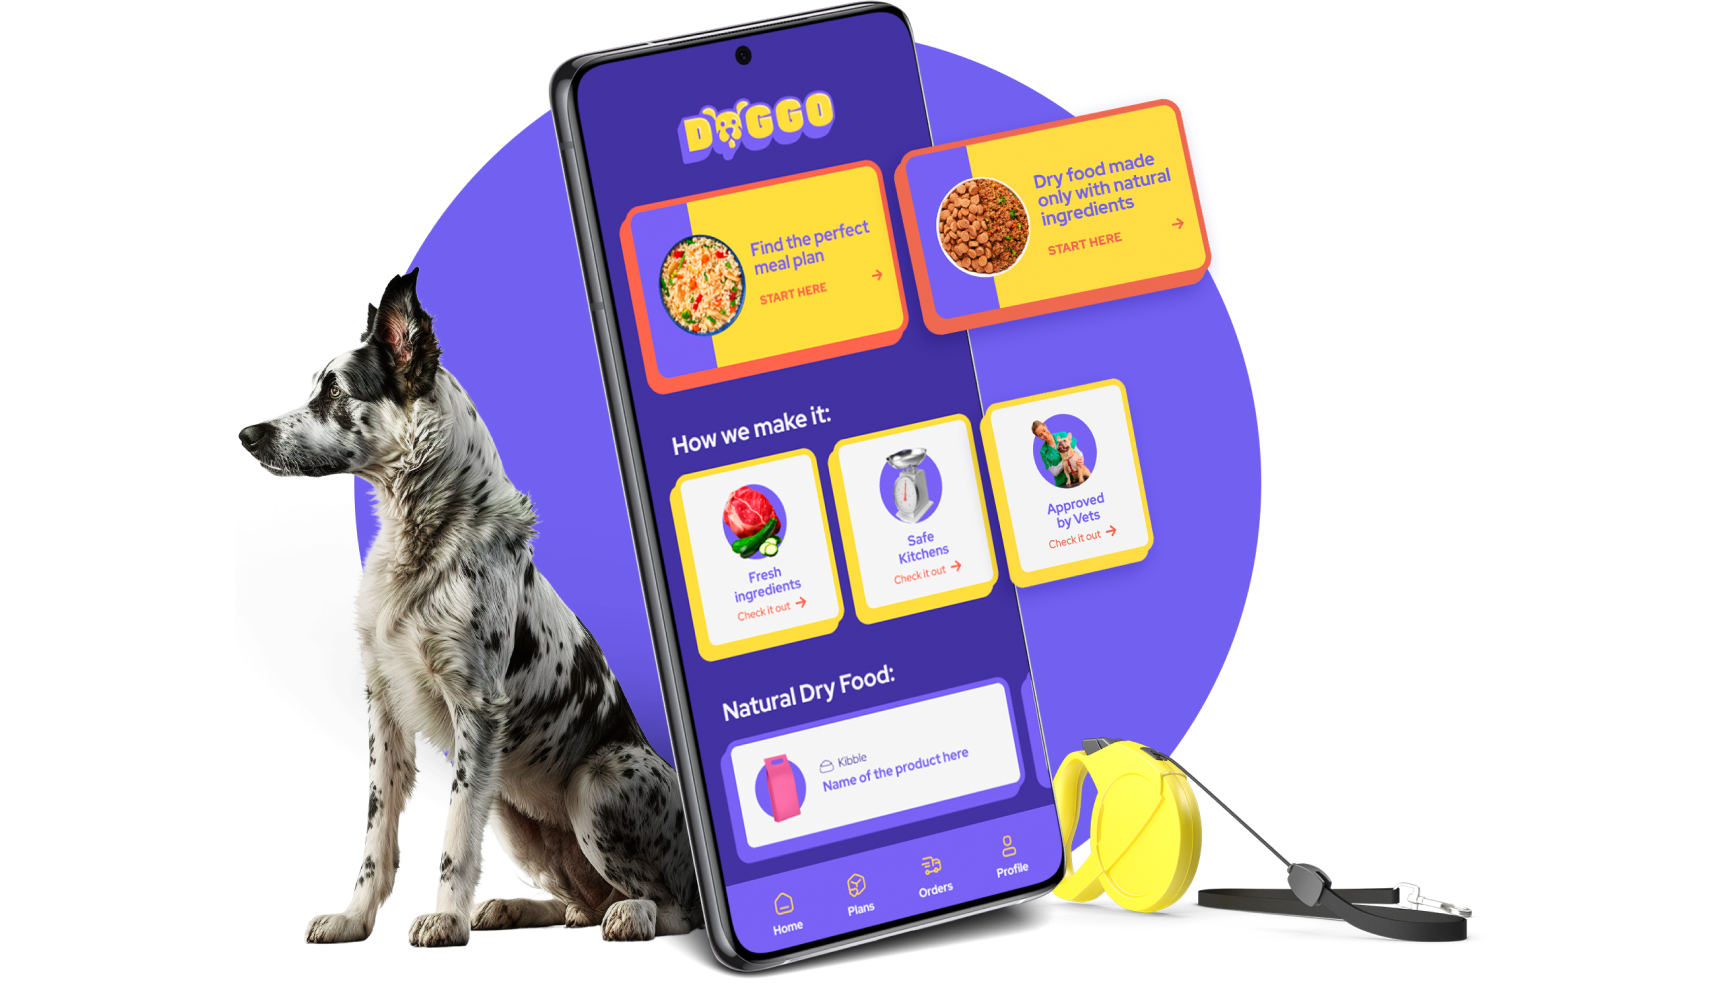 DOGGO
Find the perfect
meal plan
START HERE
Dry food made
only with natural
ingredients
START HERE
How we make it:
Fresh
ingredients
Check it out
Safe
Kitchens
Check it out
Approved
by Vets
Check it out
Natural Dry Food:
Kibble
Name of the product here
Home
Plans
Orders
Profile